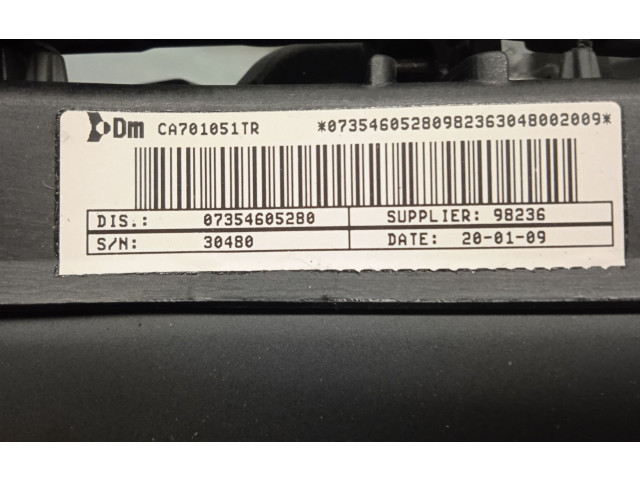 Dm CA701051TR *07354605280982363048002009*
DIS.: 07354605280 SUPPLIER: 98236
S/N: 30480 DATE: 20-01-09